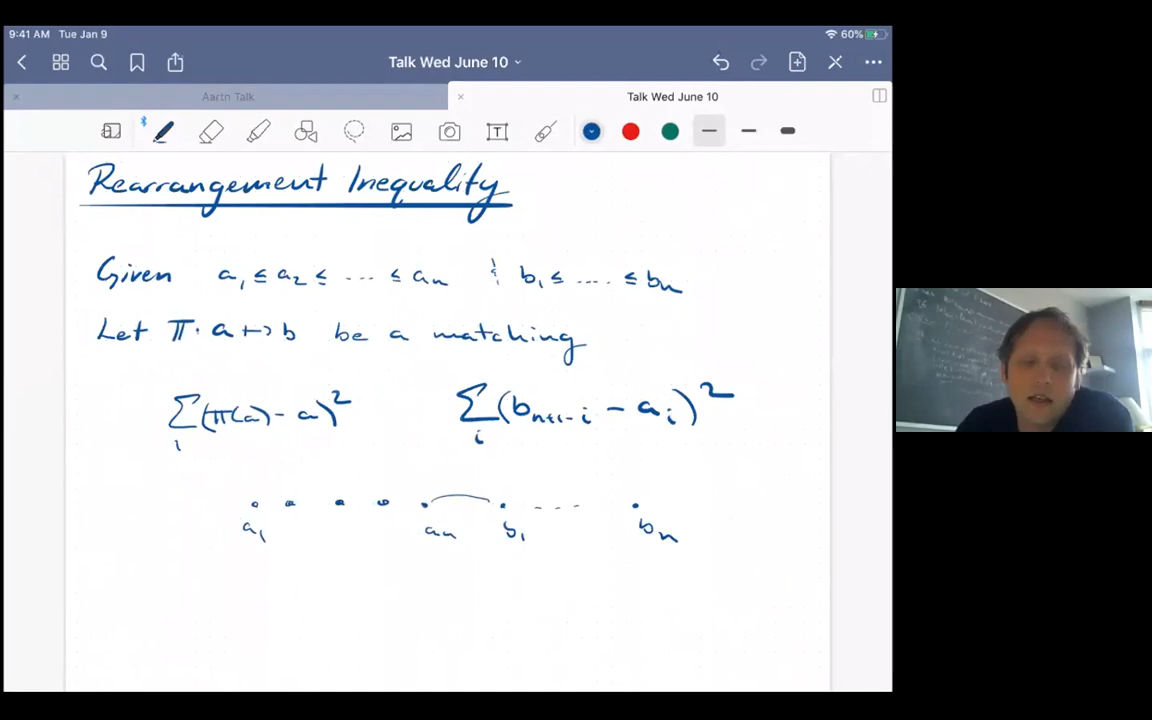 9:41 AM Tue Jan 9
60%
Talk Wed June 10
Aartn Talk
Talk Wed June 10
Rearrangement Inequality
Given a₁ ≤ a₂ ≤ ---- ≤ aₙ & b₁ ≤ .... ≤ bₙ
Let π: a ↔ b be a matching
∑ᵢ(π(a) - a)² ∑ᵢ(bₙ₊₁₋ᵢ - aᵢ)²
a₁ aₙ b₁ bₙ